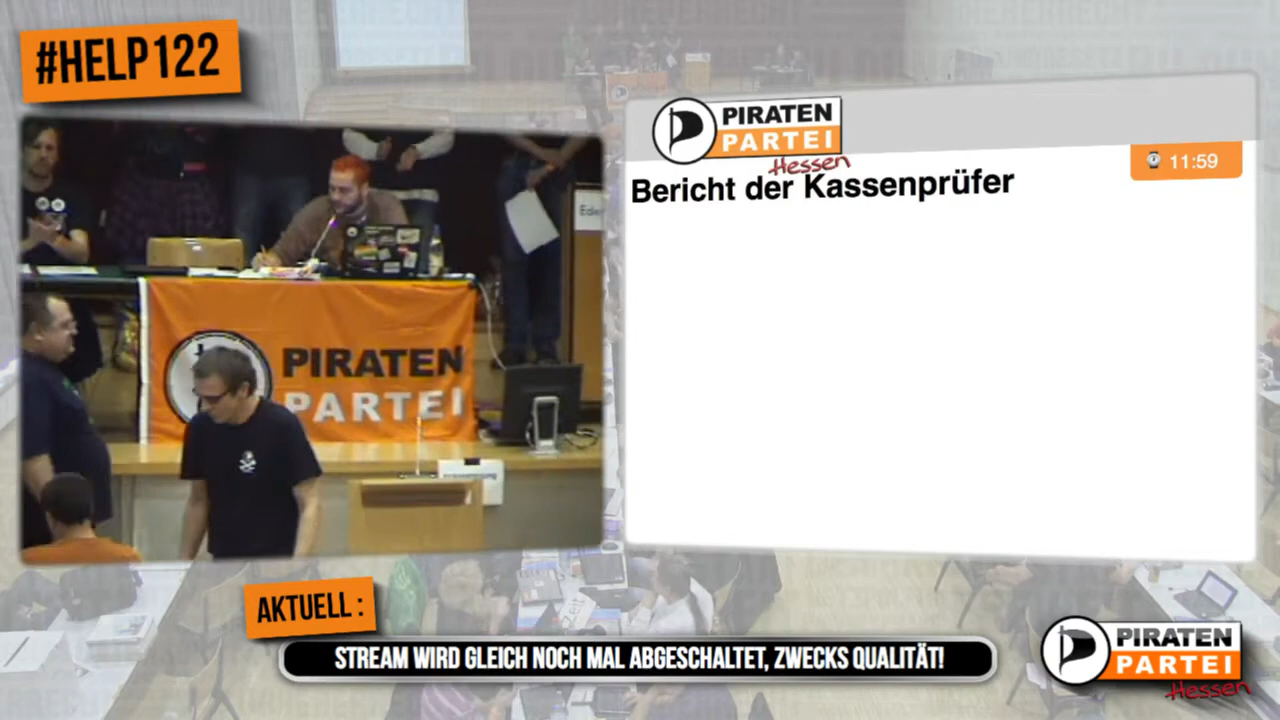 #HELP122
PIRATEN
PARTEI
Hessen
11:59
Bericht der Kassenprüfer
PIRATEN
PARTEI
AKTUELL :
STREAM WIRD GLEICH NOCH MAL ABGESCHALTET, ZWECKS QUALITÄT!
PIRATEN
PARTEI
Hessen